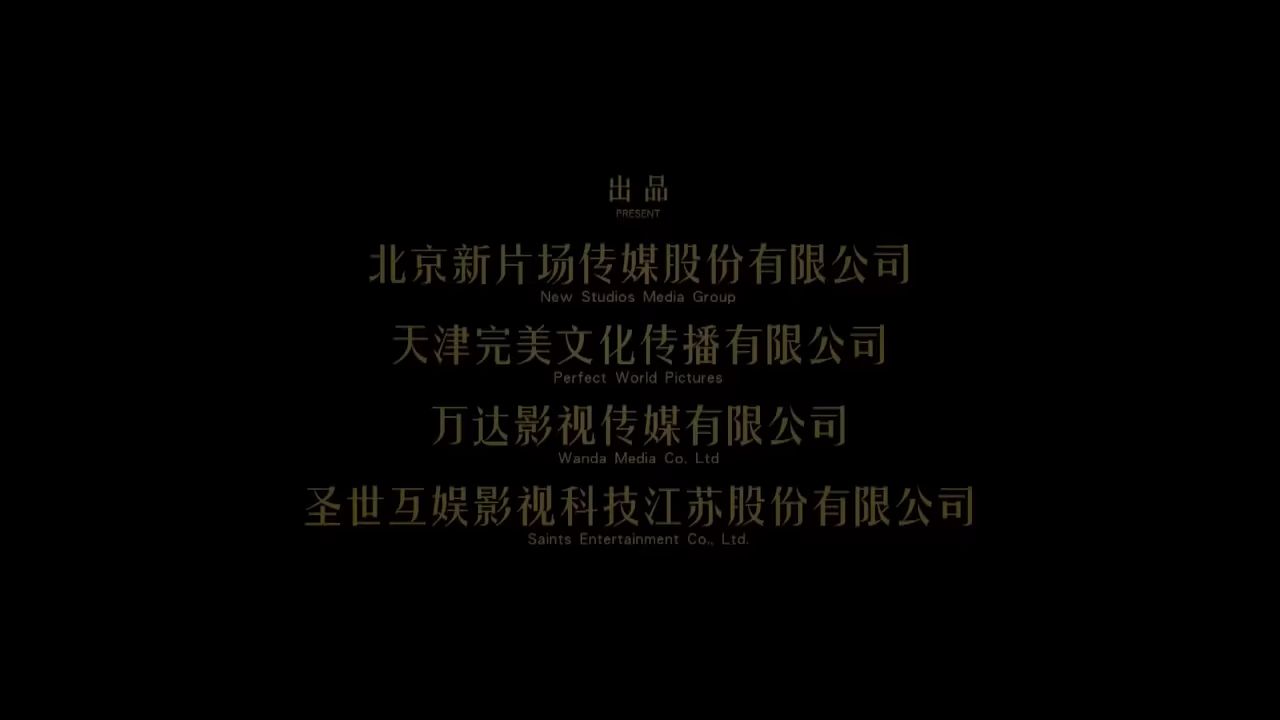 出品
PRESENT
北京新片场传媒股份有限公司
New Studios Media Group
天津完美文化传播有限公司
Perfect World Pictures
万达影视传媒有限公司
Wanda Media Co. Ltd
圣世互娱影视科技江苏股份有限公司
Saints Entertainment Co., Ltd.